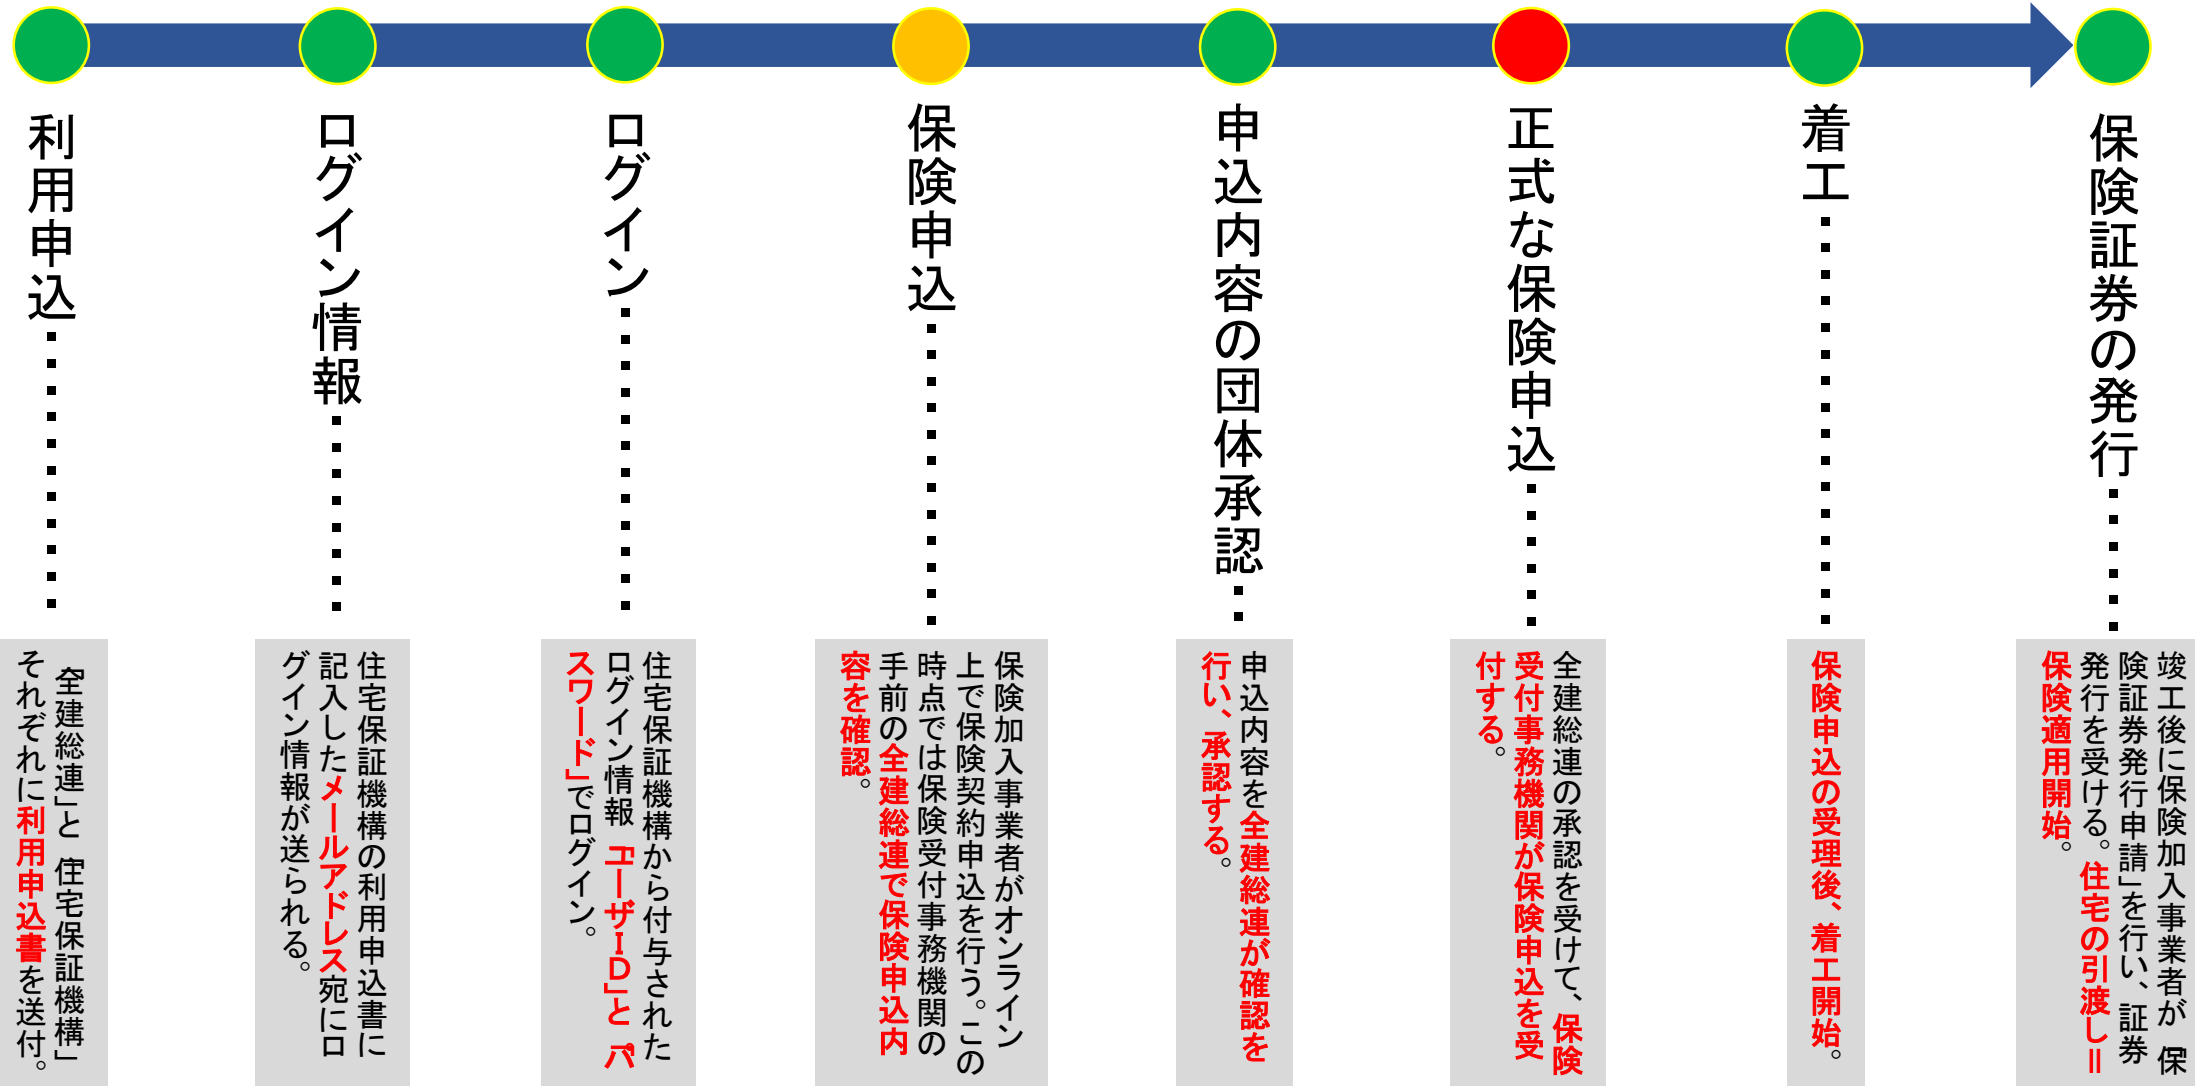 利用申込
ログイン情報
ログイン
保険申込
申込内容の団体承認
正式な保険申込
着工
保険証券の発行
「全建総連」と「住宅保証機構」
それぞれに利用申込書を送付。
住宅保証機構の利用申込書に
記入したメールアドレス宛にロ
グイン情報が送られる。
住宅保証機構から付与された
ログイン情報『ユーザーID」と『パ
スワード」でログイン。
保険加入事業者がオンライン
上で保険契約申込を行う。この
時点では保険受付事務機関の
手前の全建総連で保険申込内
容を確認。
申込内容を全建総連が確認を
行い、承認する。
全建総連の承認を受けて、保険
受付事務機関が保険申込を受
付する。
保険申込の受理後、着工開始。
竣工後に保険加入事業者が「保
険証券発行申請」を行い、証券
発行を受ける。住宅の引渡し＝
保険適用開始。